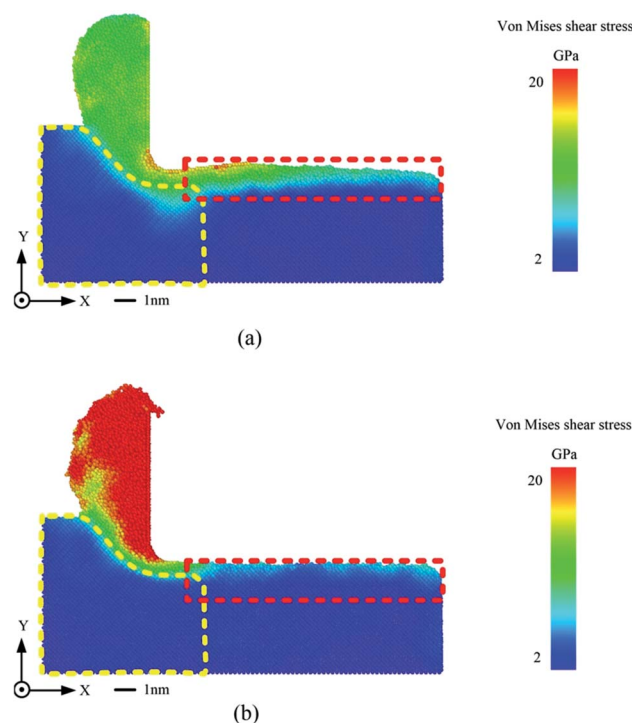 Von Mises shear stress
GPa
20
2
Y
X
1nm
(a)
Von Mises shear stress
GPa
20
2
Y
X
1nm
(b)